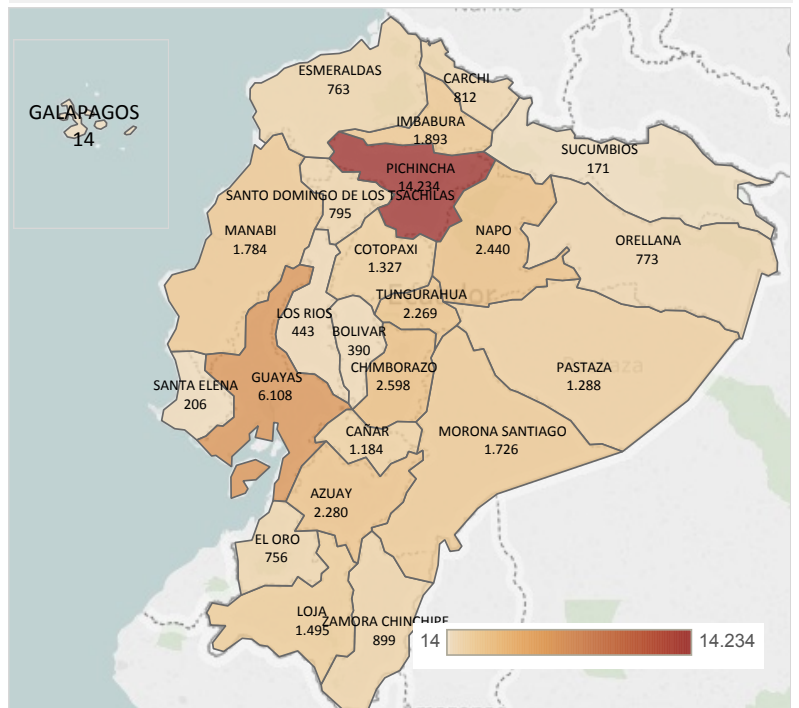 ESMERALDAS
763
CARCHI
812
GALAPAGOS
14
IMBABURA
1.893
SUCUMBIOS
171
PICHINCHA
14.234
SANTO DOMINGO DE LOS TSACHILAS
795
MANABI
1.784
NAPO
2.440
ORELLANA
773
COTOPAXI
1.327
TUNGURAHUA
2.269
LOS RIOS
443
BOLIVAR
390
CHIMBORAZO
2.598
PASTAZA
1.288
SANTA ELENA
206
GUAYAS
6.108
CAÑAR
1.184
MORONA SANTIAGO
1.726
AZUAY
2.280
EL ORO
756
LOJA
1.495
ZAMORA CHINCHIPE
899
14
14.234